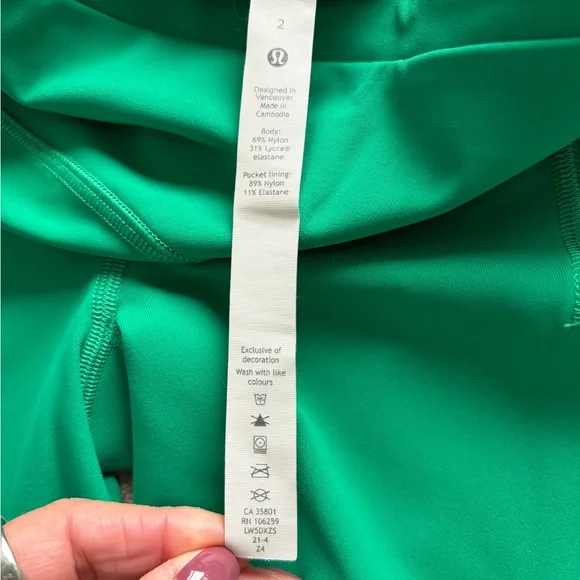 2
Designed in
Vancouver
Made in
Cambodia
Body:
69% Nylon
31% Lycra®
elastane
Pocket lining:
89% Nylon
11% Elastane
Exclusive of
decoration
Wash with like
colours
CA 35801
RN 106259
LW5DXZS
21-4
Z4